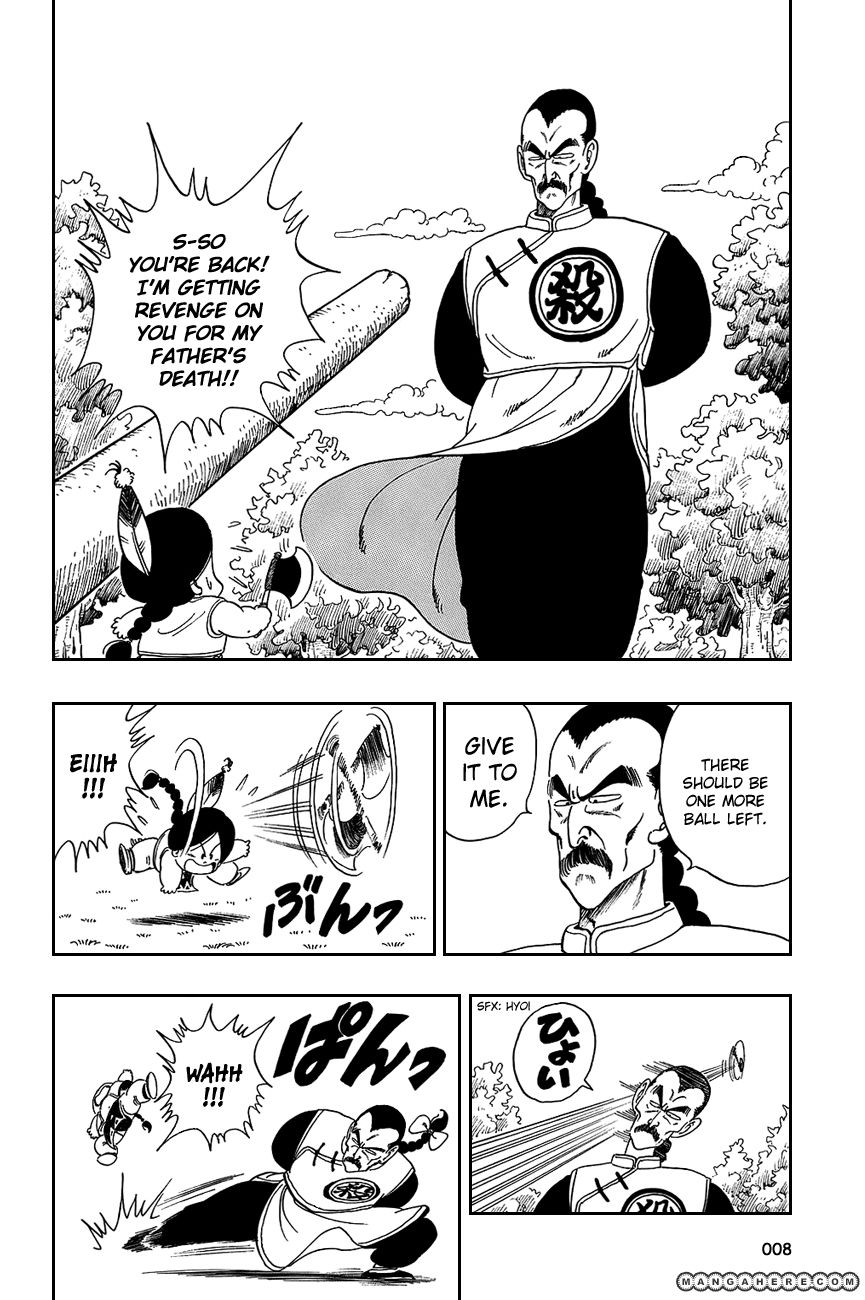 S-SO
YOU'RE BACK!
I'M GETTING
REVENGE ON
YOU FOR MY
FATHER'S
DEATH!!
殺
THERE
SHOULD BE
ONE MORE
BALL LEFT.
GIVE
IT TO
ME.
EIIIH
!!!
ぶんっ
SFX: HYOI
ひょい
殺
ぱんっ
WAHH
!!!
殺
008
MANGAHERE.COM